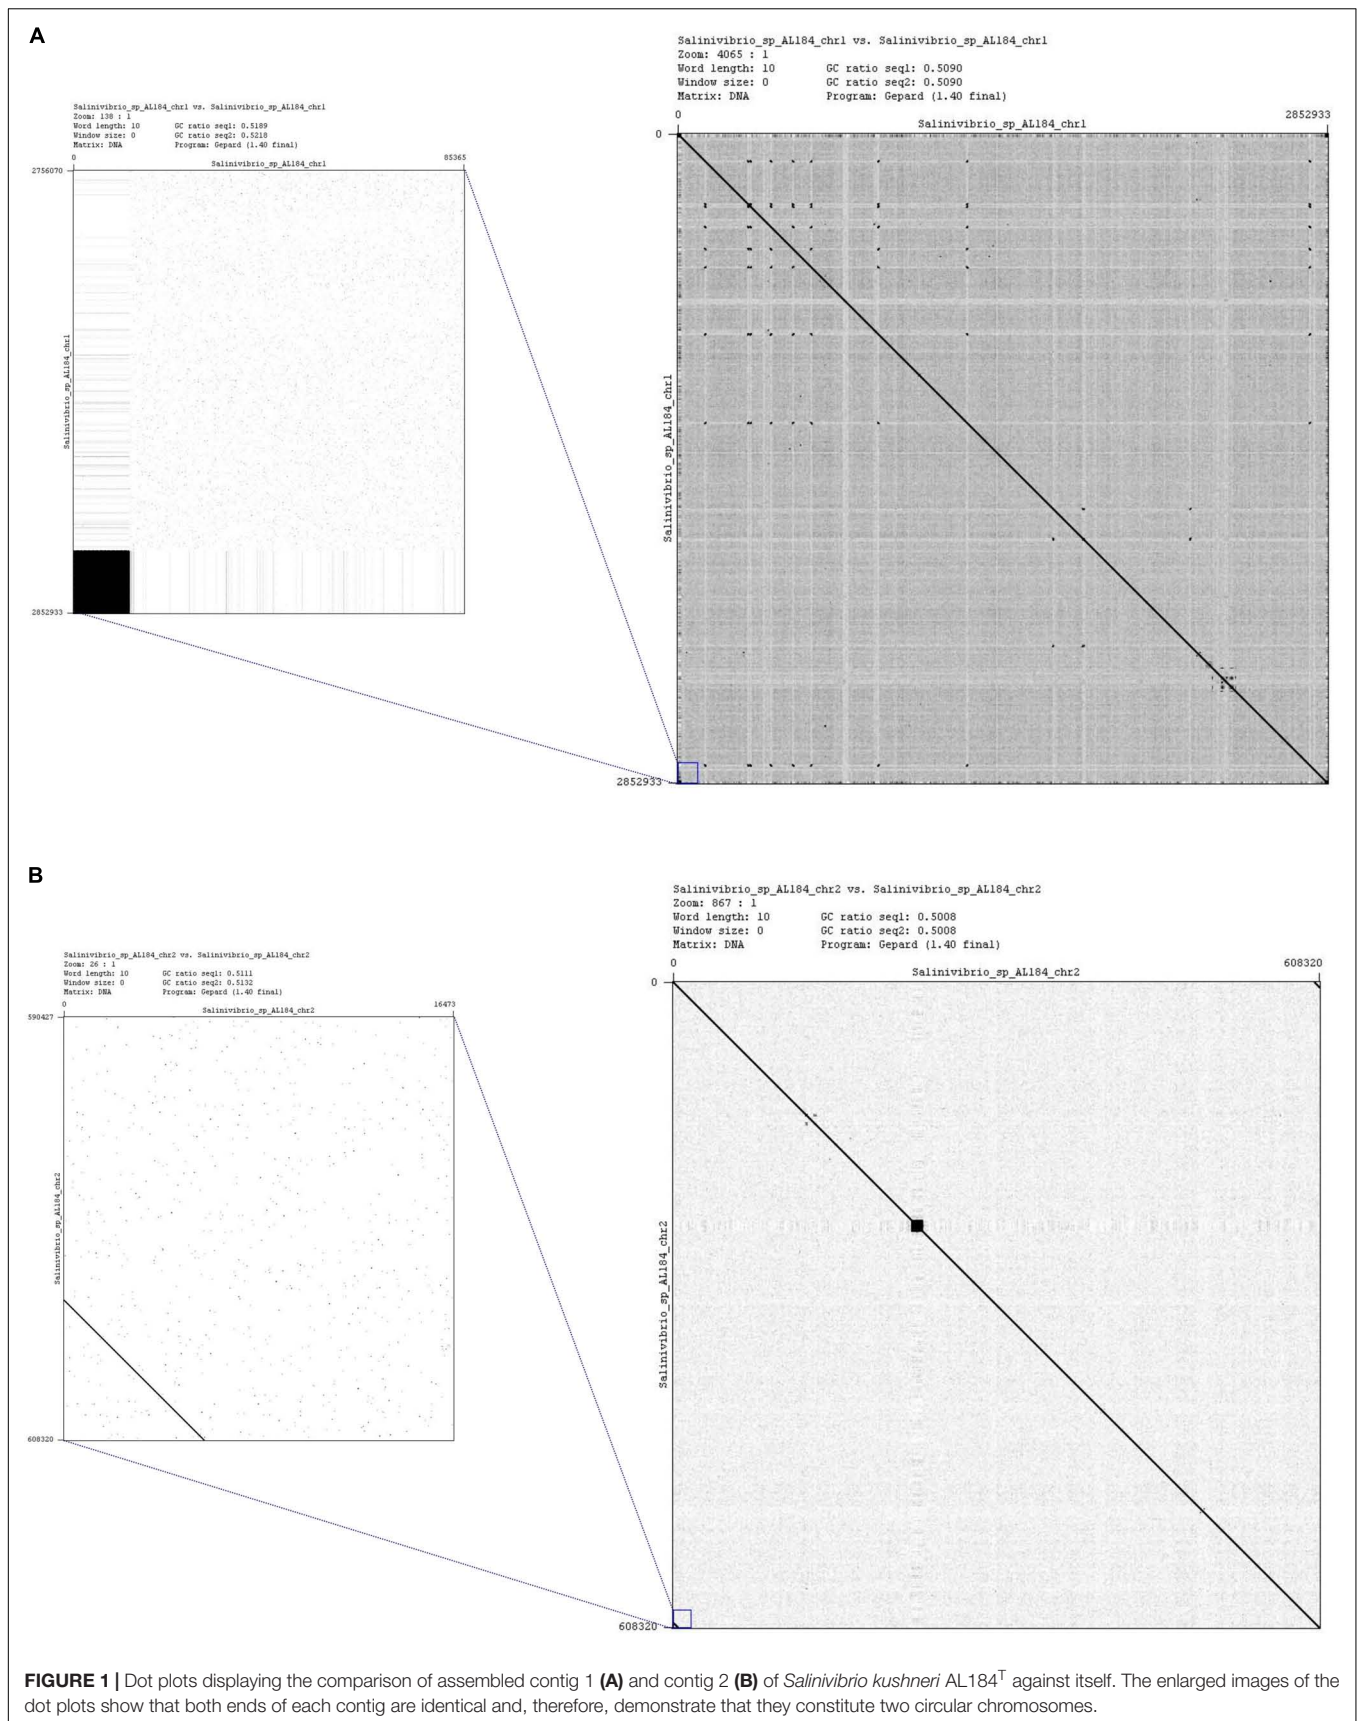 A
Salinivibrio_sp_AL184_chr1 vs. Salinivibrio_sp_AL184_chr1
Zoom: 4065 : 1
Word length: 10 GC ratio seq1: 0.5090
Window size: 0 GC ratio seq2: 0.5090
Matrix: DNA Program: Gepard (1.40 final)
0 2852933
Salinivibrio_sp_AL184_chr1
0
Salinivibrio_sp_AL184_chr1
2852933
Salinivibrio_sp_AL184_chr1 vs. Salinivibrio_sp_AL184_chr1
Zoom: 138 : 1
Word length: 10 GC ratio seq1: 0.5189
Window size: 0 GC ratio seq2: 0.5218
Matrix: DNA Program: Gepard (1.40 final)
0 85365
Salinivibrio_sp_AL184_chr1
2756070
Salinivibrio_sp_AL184_chr1
2852933
B
Salinivibrio_sp_AL184_chr2 vs. Salinivibrio_sp_AL184_chr2
Zoom: 867 : 1
Word length: 10 GC ratio seq1: 0.5008
Window size: 0 GC ratio seq2: 0.5008
Matrix: DNA Program: Gepard (1.40 final)
0 608320
Salinivibrio_sp_AL184_chr2
0
Salinivibrio_sp_AL184_chr2
608320
Salinivibrio_sp_AL184_chr2 vs. Salinivibrio_sp_AL184_chr2
Zoom: 26 : 1
Word length: 10 GC ratio seq1: 0.5111
Window size: 0 GC ratio seq2: 0.5132
Matrix: DNA Program: Gepard (1.40 final)
0 16473
Salinivibrio_sp_AL184_chr2
590427
Salinivibrio_sp_AL184_chr2
608320
FIGURE 1 | Dot plots displaying the comparison of assembled contig 1 (A) and contig 2 (B) of Salinivibrio kushneri AL184ᵀ against itself. The enlarged images of the
dot plots show that both ends of each contig are identical and, therefore, demonstrate that they constitute two circular chromosomes.